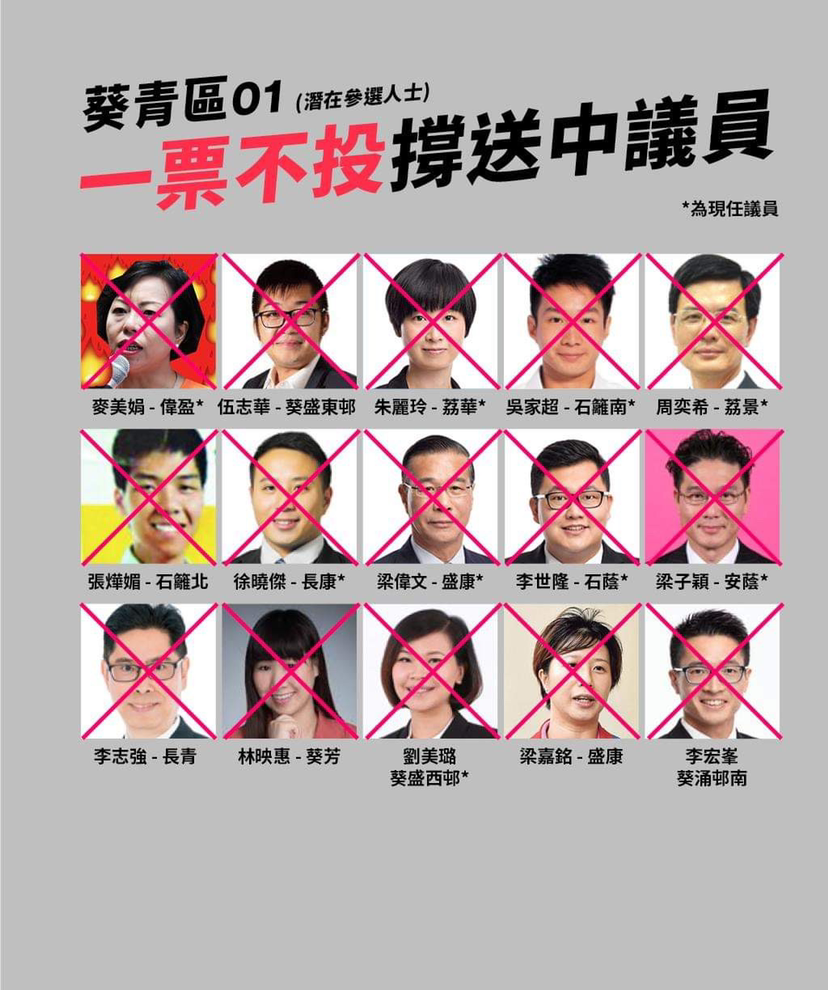 葵青區01 (潛在參選人士)
一票不投撐送中議員
*為現任議員
麥美娟 - 偉盈*
伍志華 - 葵盛東邨
朱麗玲 - 荔華*
吳家超 - 石籬南*
周奕希 - 荔景*
張燁媚 - 石籬北
徐曉傑 - 長康*
梁偉文 - 盛康*
李世隆 - 石蔭*
梁子穎 - 安蔭*
李志強 - 長青
林映惠 - 葵芳
劉美璐
葵盛西邨*
梁嘉銘 - 盛康
李宏峯
葵涌邨南